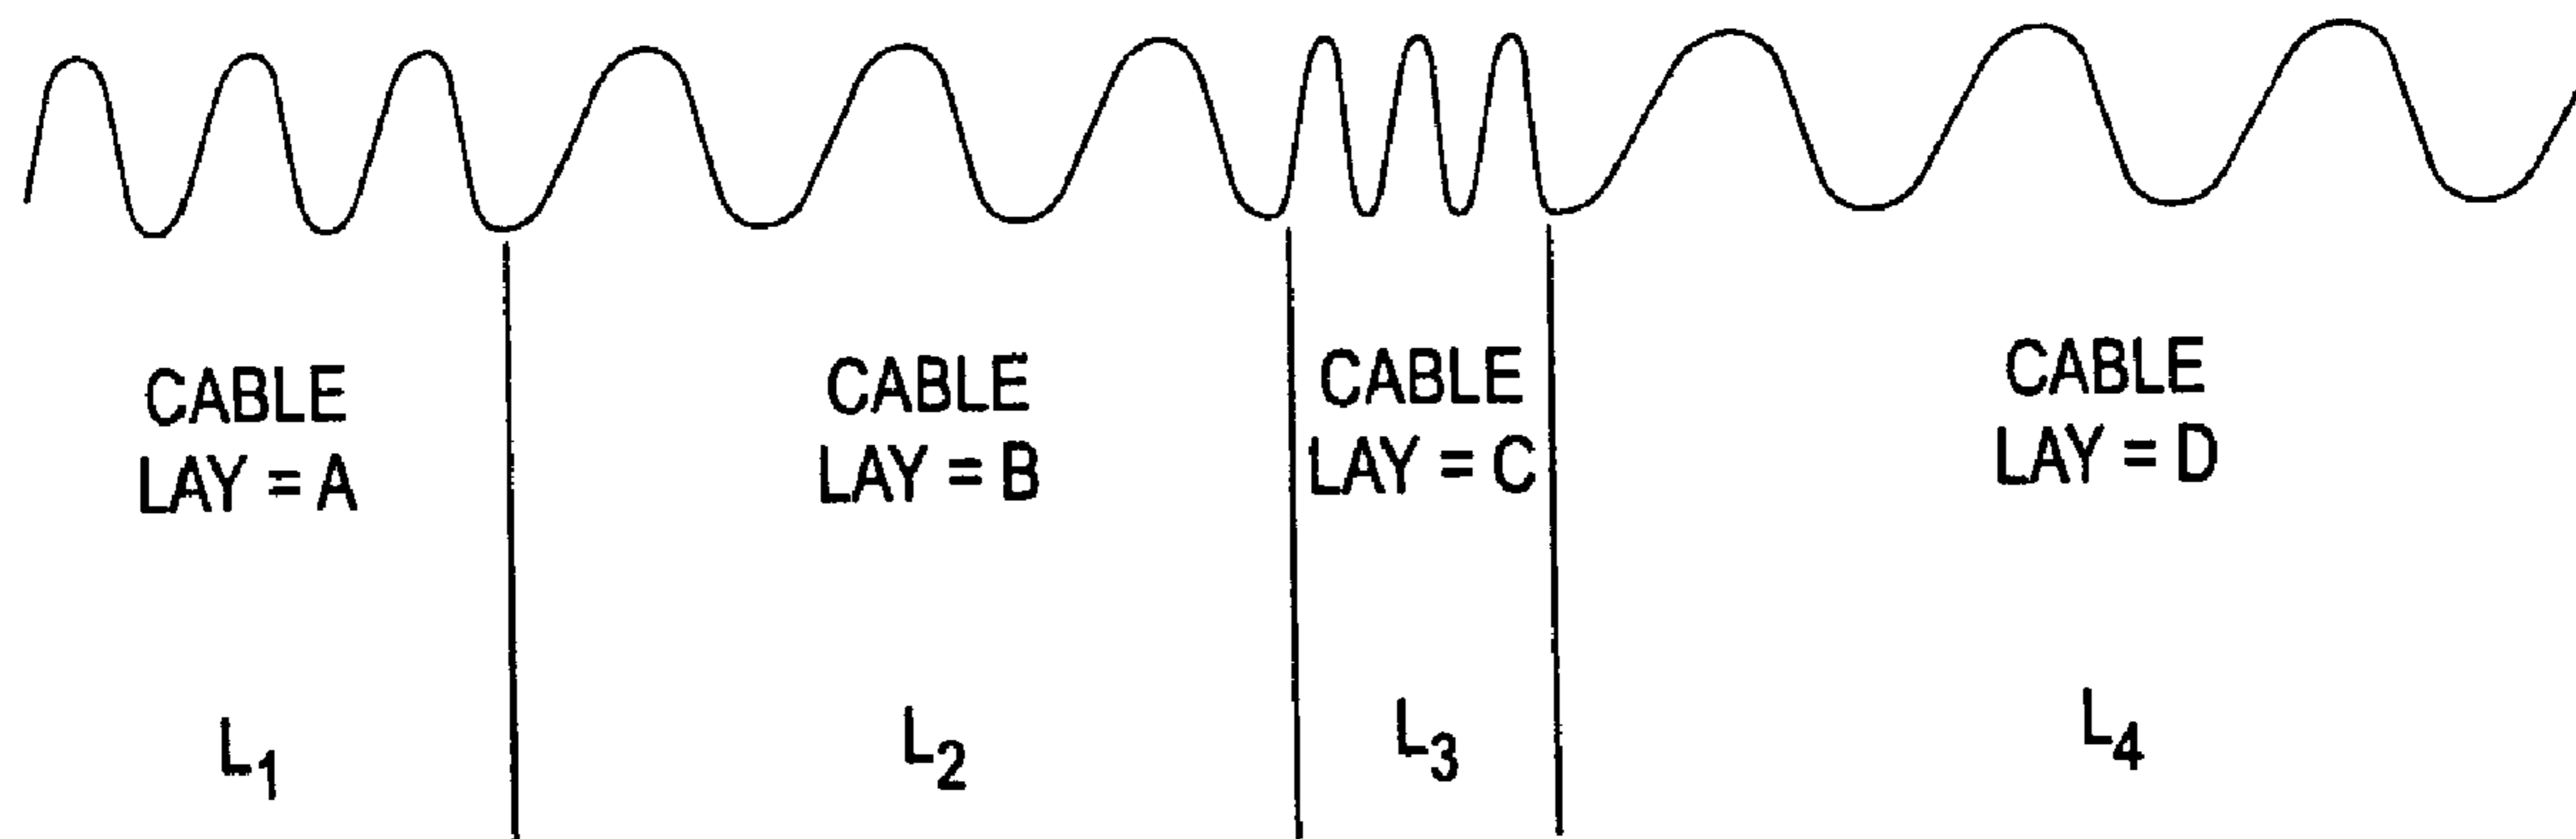 CABLE
LAY = A
CABLE
LAY = B
CABLE
LAY = C
CABLE
LAY = D
L1
L2
L3
L4